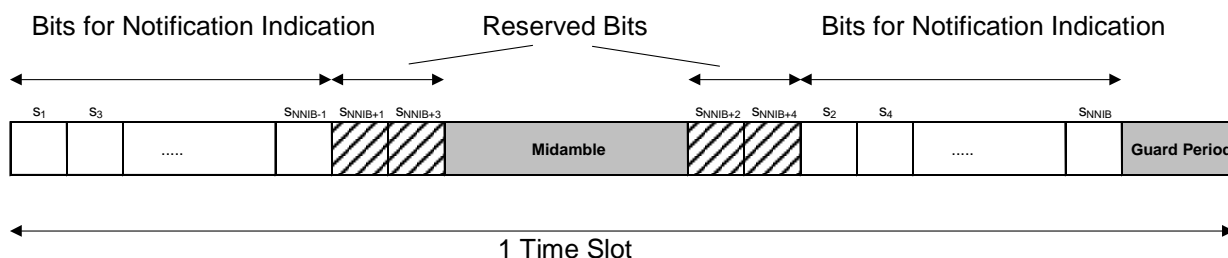 Bits for Notification Indication Reserved Bits Bits for Notification Indication
s1 s3 sNNIB-1 sNNIB+1 sNNIB+3 sNNIB+2 sNNIB+4 s2 s4 sNNIB
..... Midamble ..... Guard Period
1 Time Slot